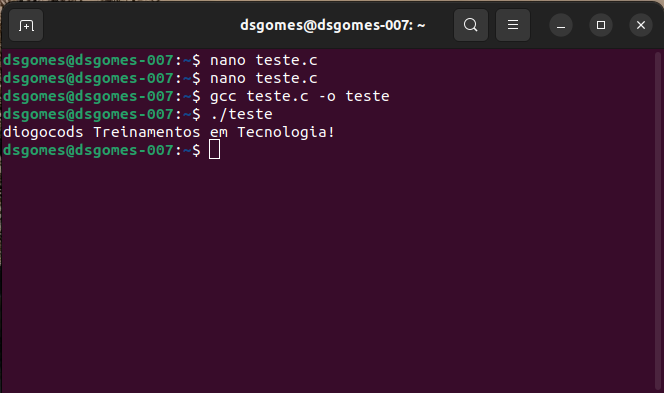 dsgomes@dsgomes-007: ~
dsgomes@dsgomes-007:~$ nano teste.c
dsgomes@dsgomes-007:~$ nano teste.c
dsgomes@dsgomes-007:~$ gcc teste.c -o teste
dsgomes@dsgomes-007:~$ ./teste
diogocods Treinamentos em Tecnologia!
dsgomes@dsgomes-007:~$